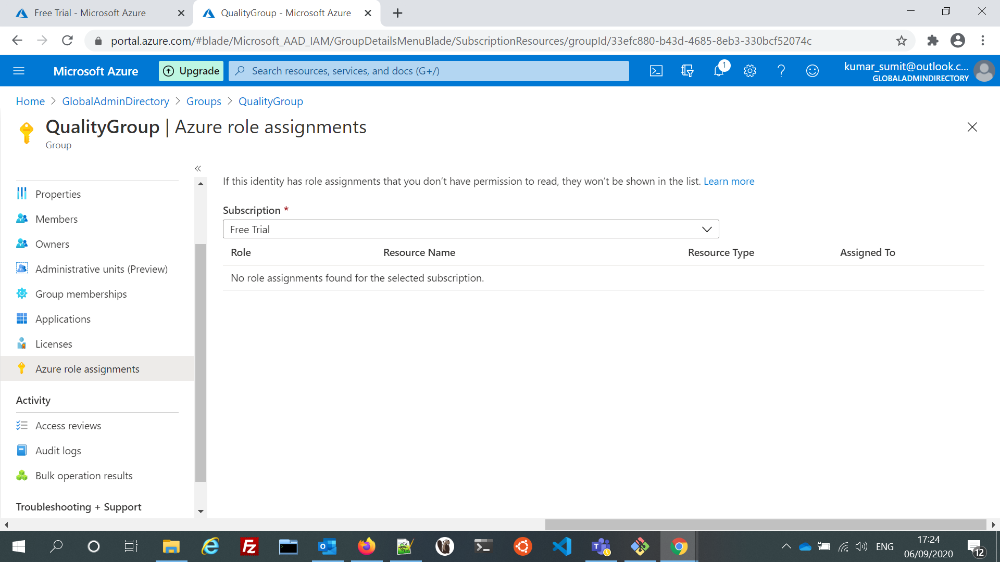 Free Trial - Microsoft Azure
QualityGroup - Microsoft Azure
portal.azure.com/#blade/Microsoft_AAD_IAM/GroupDetailsMenuBlade/SubscriptionResources/groupId/33efc880-b43d-4685-8eb3-330bcf52074c
Microsoft Azure
Upgrade
Search resources, services, and docs (G+/)
1
kumar_sumit@outlook.c...
GLOBALADMINDIRECTORY
Home > GlobalAdminDirectory > Groups > QualityGroup
QualityGroup | Azure role assignments
Group
«
Properties
Members
Owners
Administrative units (Preview)
Group memberships
Applications
Licenses
Azure role assignments
Activity
Access reviews
Audit logs
Bulk operation results
Troubleshooting + Support
If this identity has role assignments that you don’t have permission to read, they won’t be shown in the list. Learn more
Subscription *
Free Trial
Role Resource Name Resource Type Assigned To
No role assignments found for the selected subscription.
ENG
17:24
06/09/2020
12